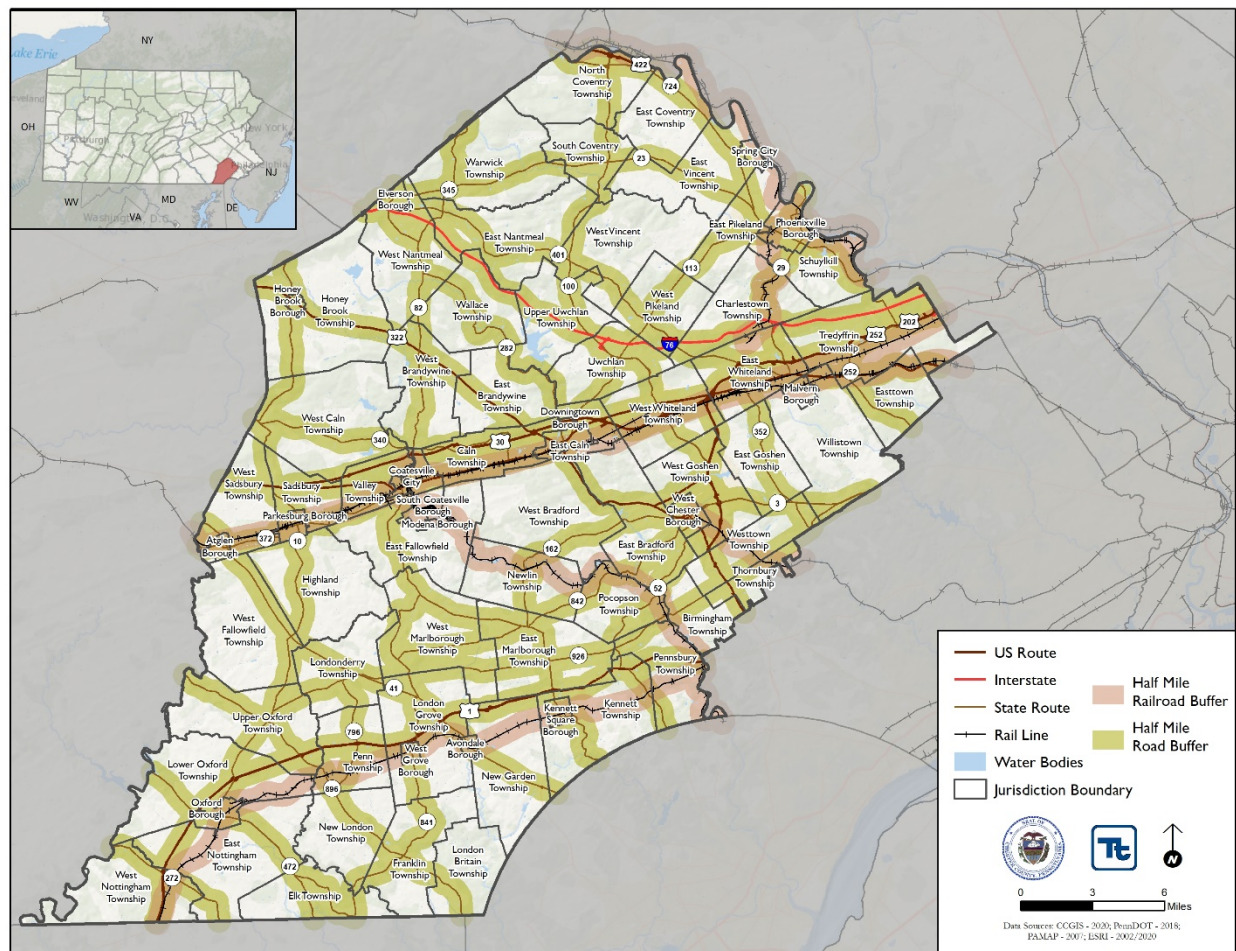 NY
Lake Erie
OH
Pittsburgh
New York
Philadelphia
NJ
WV
MD
DE
VA
Washington, D.C.
422
North
Coventry
Township
724
East Coventry
Township
South Coventry
Township
23
Spring City
Borough
Warwick
Township
East
Vincent
Township
345
Elverson
Borough
East Pikeland
Township
Phoenixville
Borough
West Vincent
Township
East Nantmeal
Township
401
West Nantmeal
Township
113
29
Schuylkill
Township
100
Honey
Brook
Borough
Honey
Brook
Township
82
Wallace
Township
Upper Uwchlan
Township
West
Pikeland
Township
Charlestown
Township
322
282
76
Tredyffrin
Township
252
202
West
Brandywine
Township
Uwchlan
Township
East
Whiteland
Township
252
Malvern
Borough
Easttown
Township
East
Brandywine
Township
Downingtown
Borough
West Whiteland
Township
West Caln
Township
340
30
352
Willistown
Township
Caln
Township
East Caln
Township
East Goshen
Township
West
Sadsbury
Township
Sadsbury
Township
Valley
Township
Coatesville
City
West Goshen
Township
South Coatesville
Borough
Parkesburg Borough
Modena Borough
West Bradford
Township
West
Chester
Borough
3
372
10
Atglen
Borough
East Fallowfield
Township
162
East Bradford
Township
Westtown
Township
Highland
Township
Newlin
Township
52
Thornbury
Township
842
Pocopson
Township
West
Fallowfield
Township
West
Marlborough
Township
East
Marlborough
Township
Birmingham
Township
926
Pennsbury
Township
Londonderry
Township
41
London
Grove
Township
1
Kennett
Square
Borough
Kennett
Township
Upper Oxford
Township
796
Avondale
Borough
Penn
Township
West
Grove
Borough
Lower Oxford
Township
New Garden
Township
896
Oxford
Borough
841
New London
Township
East
Nottingham
Township
London
Britain
Township
Franklin
Township
West
Nottingham
Township
272
472
Elk Township
US Route
Interstate
State Route
Rail Line
Water Bodies
Jurisdiction Boundary
Half Mile
Railroad Buffer
Half Mile
Road Buffer
Tt
N
0 3 6
Miles
Data Sources: CCGIS - 2020; PennDOT - 2018;
PAMAP - 2007; ESRI - 2002/2020